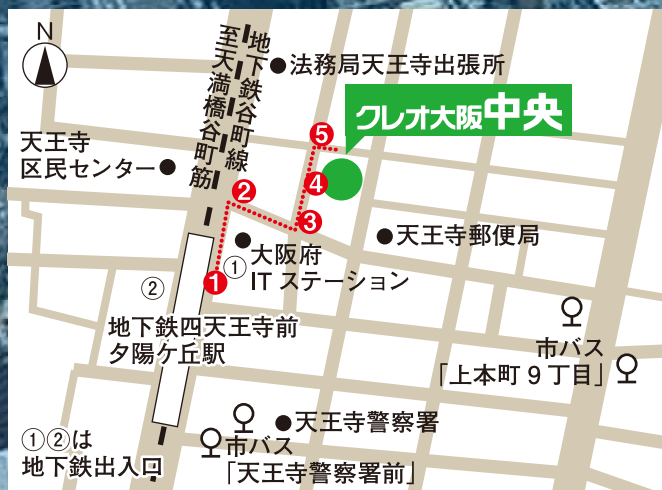 N
地下鉄谷町線
至天満橋谷町筋
法務局天王寺出張所
クレオ大阪中央
天王寺
区民センター
5
4
2
3
1
①
大阪府
ITステーション
天王寺郵便局
②
地下鉄四天王寺前
夕陽ケ丘駅
市バス
「上本町9丁目」
天王寺警察署
市バス
「天王寺警察署前」
①②は
地下鉄出入口